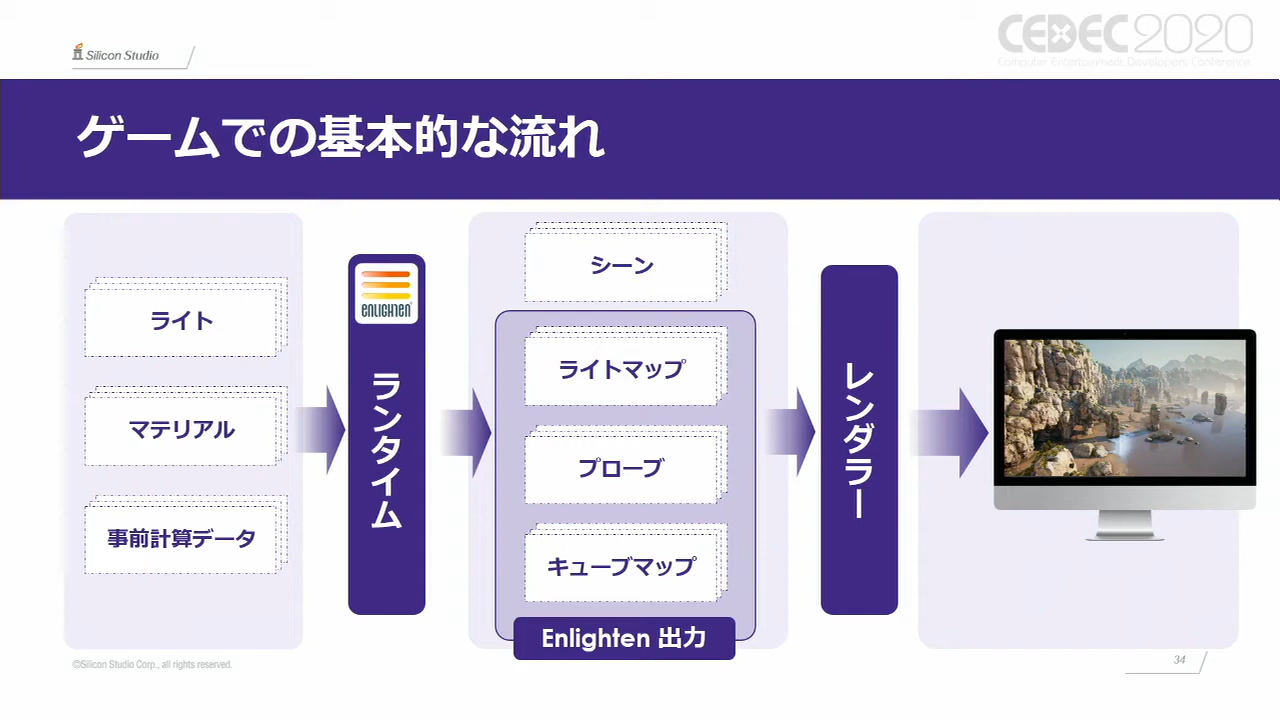 Silicon Studio
CEDEC2020
Computer Entertainment Developers Conference
ゲームでの基本的な流れ
ライト
マテリアル
事前計算データ
ENLIGHTEN
ランタイム
シーン
ライトマップ
プローブ
キューブマップ
Enlighten 出力
レンダラー
©Silicon Studio Corp., all rights reserved.
34